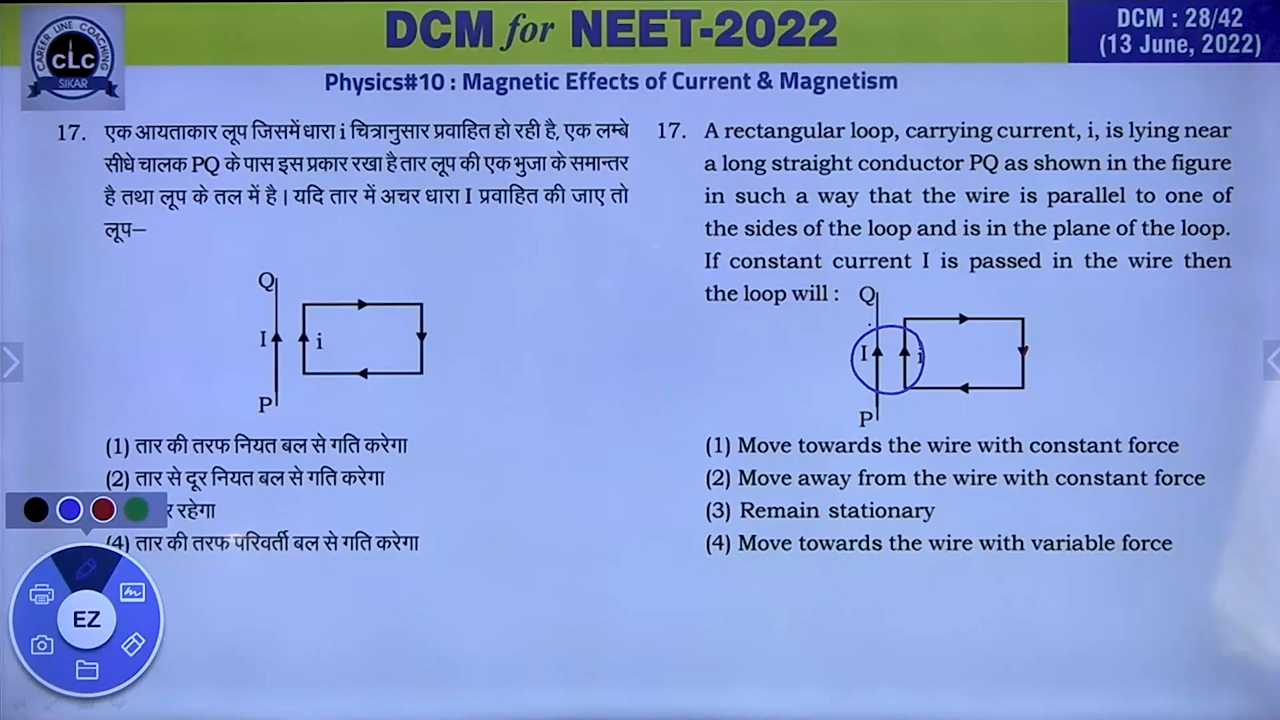 DCM for NEET-2022
DCM : 28/42
(13 June, 2022)
CAREER LINE COACHING
CLC
SIKAR
Physics#10 : Magnetic Effects of Current & Magnetism
17. एक आयताकार लूप जिसमें धारा i चित्रानुसार प्रवाहित हो रही है, एक लम्बे
सीधे चालक PQ के पास इस प्रकार रखा है तार लूप की एक भुजा के समान्तर
है तथा लूप के तल में है। यदि तार में अचर धारा I प्रवाहित की जाए तो
लूप–
Q
I
i
P
(1) तार की तरफ नियत बल से गति करेगा
(2) तार से दूर नियत बल से गति करेगा
रहेगा
(4) तार की तरफ परिवर्ती बल से गति करेगा
17. A rectangular loop, carrying current, i, is lying near
a long straight conductor PQ as shown in the figure
in such a way that the wire is parallel to one of
the sides of the loop and is in the plane of the loop.
If constant current I is passed in the wire then
the loop will :
Q
I
i
P
(1) Move towards the wire with constant force
(2) Move away from the wire with constant force
(3) Remain stationary
(4) Move towards the wire with variable force
EZ